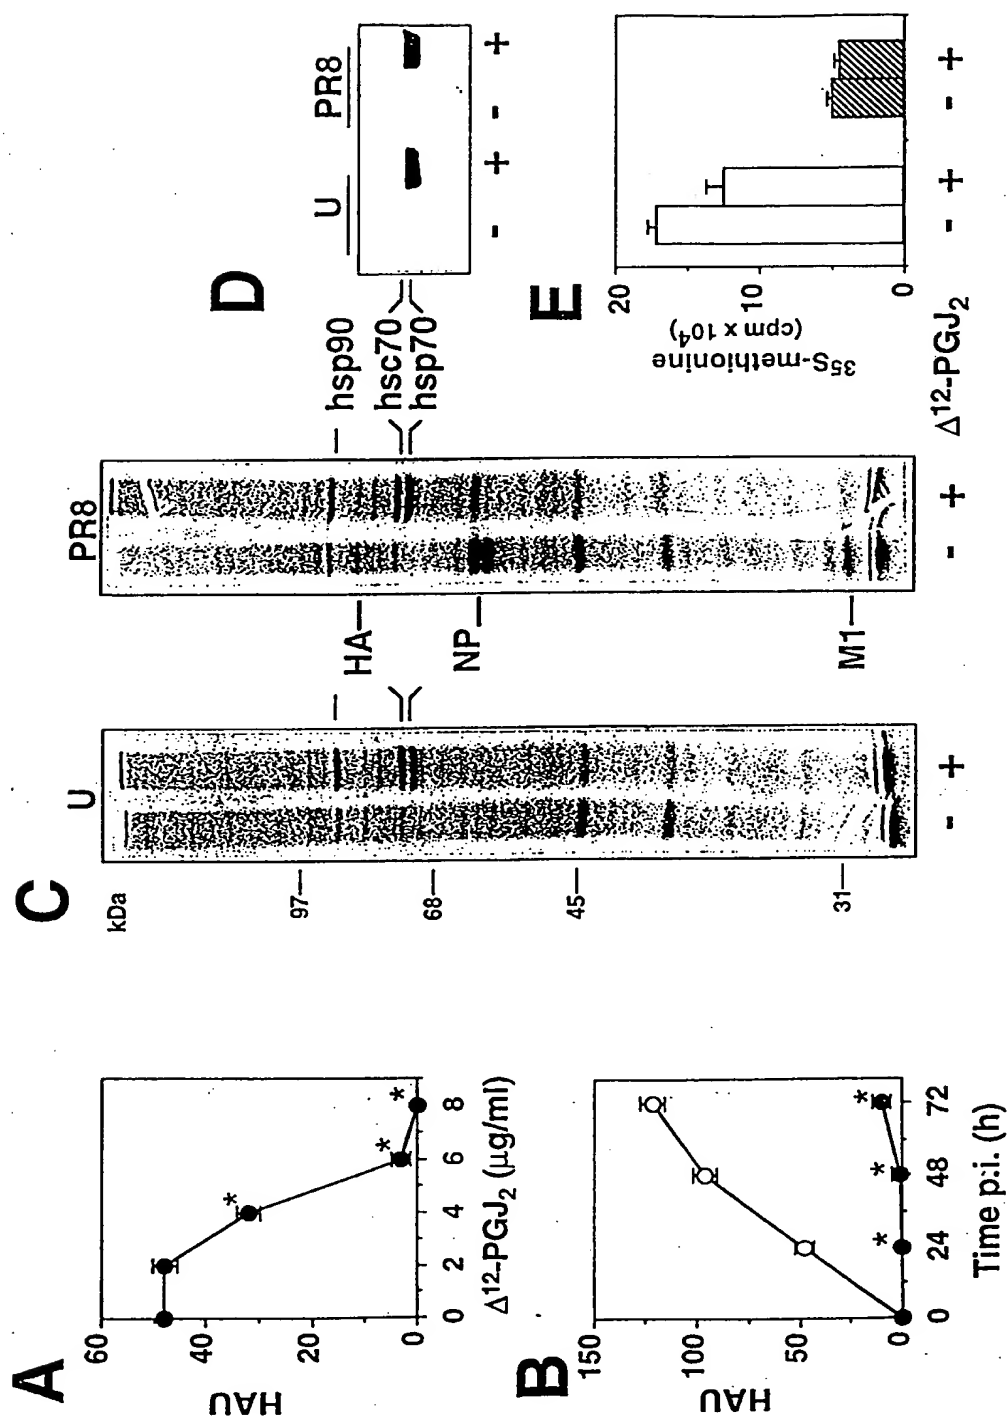 A
60
40
20
0
HAU
0 2 4 6 8
Δ12-PGJ2 (µg/ml)
*
*
*
B
150
100
50
0
HAU
0 24 48 72
Time p.i. (h)
*
*
*
C
kDa
97
68
45
31
U
- +
HA
NP
M1
PR8
- +
hsp90
hsc70
hsp70
D
U PR8
- + - +
E
20
10
0
35S-methionine
(cpm x 104)
- + - +
Δ12-PGJ2